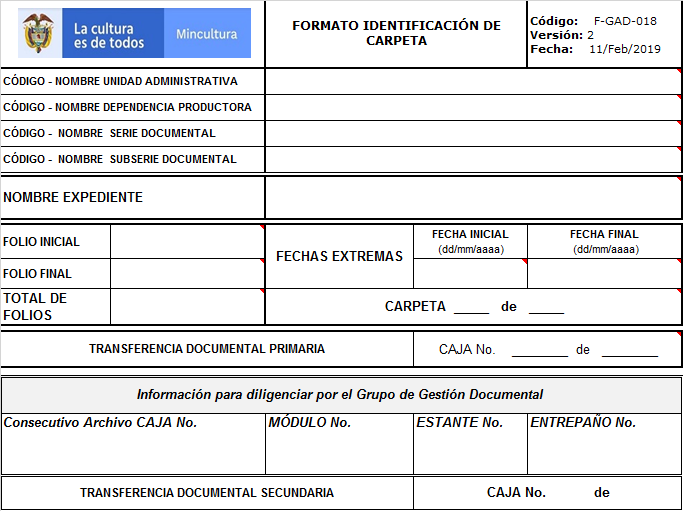 La cultura
es de todos
Mincultura
FORMATO IDENTIFICACIÓN DE
CARPETA
Código: F-GAD-018
Versión: 2
Fecha: 11/Feb/2019
CÓDIGO - NOMBRE UNIDAD ADMINISTRATIVA
CÓDIGO - NOMBRE DEPENDENCIA PRODUCTORA
CÓDIGO - NOMBRE SERIE DOCUMENTAL
CÓDIGO - NOMBRE SUBSERIE DOCUMENTAL
NOMBRE EXPEDIENTE
FOLIO INICIAL
FECHAS EXTREMAS
FECHA INICIAL
(dd/mm/aaaa)
FECHA FINAL
(dd/mm/aaaa)
FOLIO FINAL
TOTAL DE
FOLIOS
CARPETA ____ de ____
TRANSFERENCIA DOCUMENTAL PRIMARIA
CAJA No. _______ de _______
Información para diligenciar por el Grupo de Gestión Documental
Consecutivo Archivo CAJA No.
MÓDULO No.
ESTANTE No.
ENTREPAÑO No.
TRANSFERENCIA DOCUMENTAL SECUNDARIA
CAJA No. de